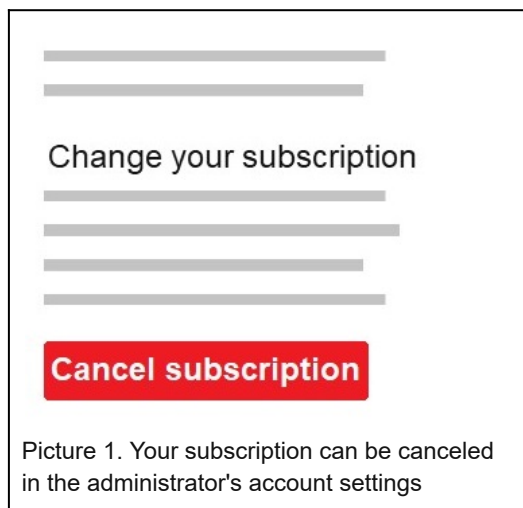 Change your subscription
Cancel subscription
Picture 1. Your subscription can be canceled
in the administrator's account settings